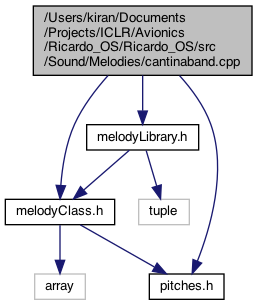 /Users/kiran/Documents
/Projects/ICLR/Avionics
/Ricardo_OS/Ricardo_OS/src
/Sound/Melodies/cantinaband.cpp
melodyLibrary.h
melodyClass.h
tuple
array
pitches.h